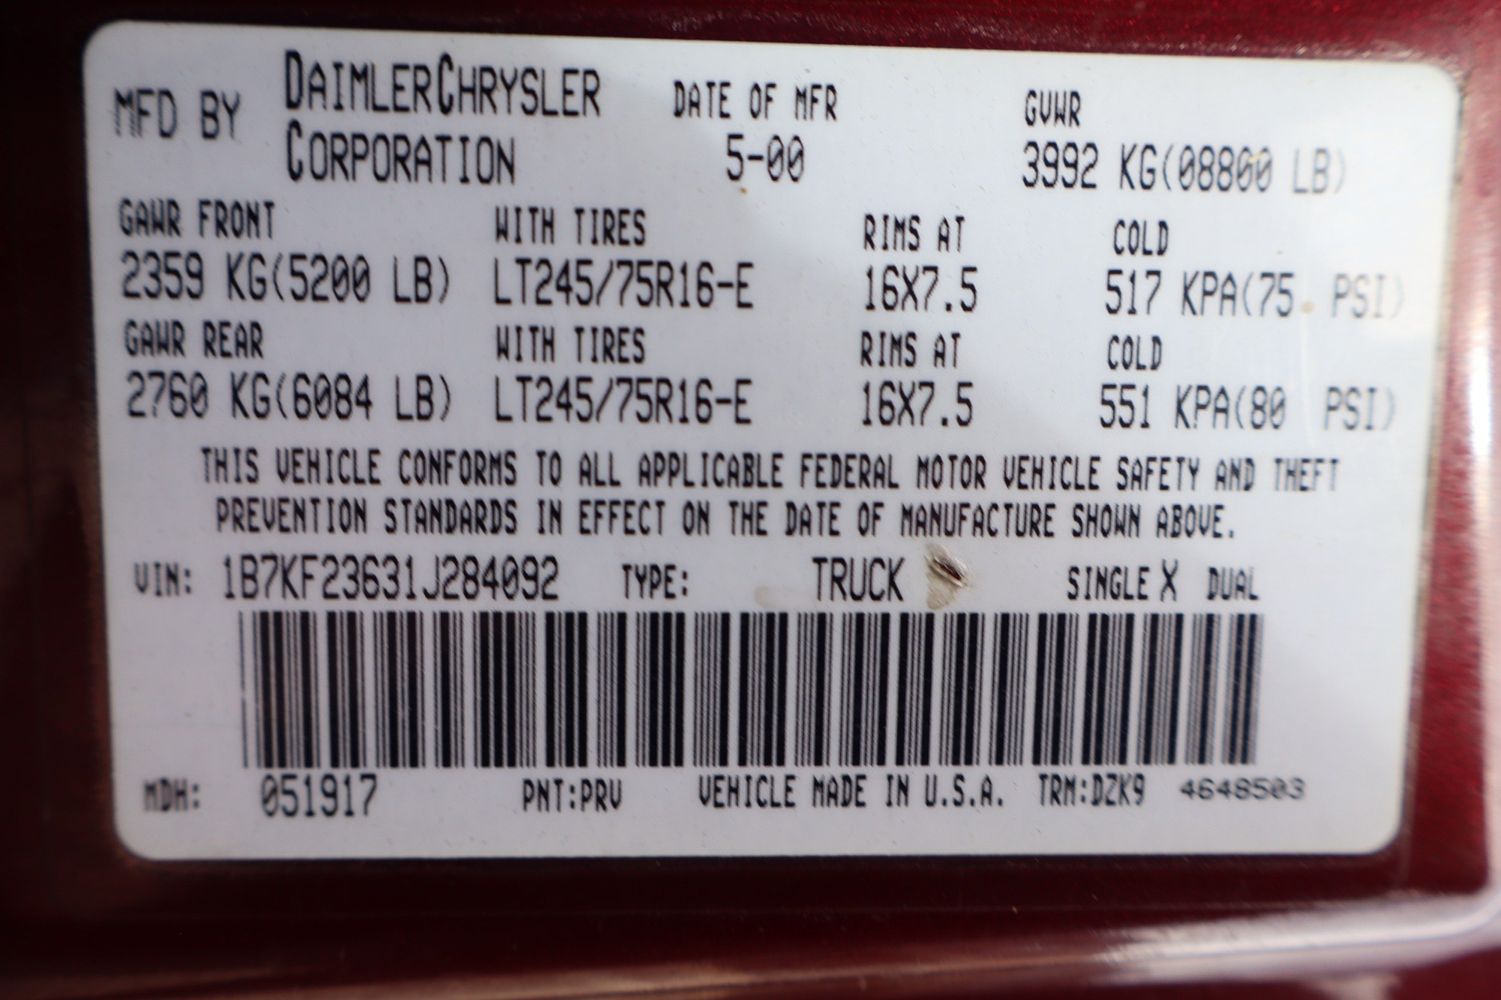 MFD BY DAIMLERCHRYSLER CORPORATION DATE OF MFR 5-00 GVWR 3992 KG(08800 LB)
GAWR FRONT WITH TIRES RIMS AT COLD
2359 KG(5200 LB) LT245/75R16-E 16X7.5 517 KPA(75 PSI)
GAWR REAR WITH TIRES RIMS AT COLD
2760 KG(6084 LB) LT245/75R16-E 16X7.5 551 KPA(80 PSI)
THIS VEHICLE CONFORMS TO ALL APPLICABLE FEDERAL MOTOR VEHICLE SAFETY AND THEFT
PREVENTION STANDARDS IN EFFECT ON THE DATE OF MANUFACTURE SHOWN ABOVE.
VIN: 1B7KF23631J284092 TYPE: TRUCK SINGLE X DUAL
MDH: 051917 PNT:PRV VEHICLE MADE IN U.S.A. TRM:DZK9 4648503